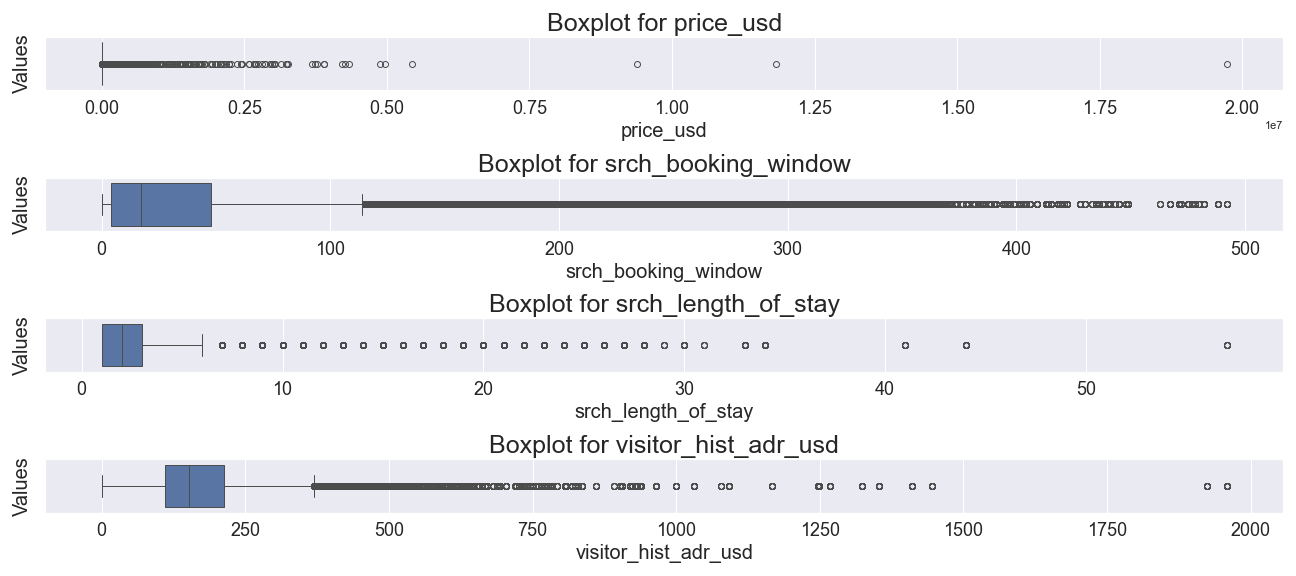 Boxplot for price_usd
Values
0.00 0.25 0.50 0.75 1.00 1.25 1.50 1.75 2.00
price_usd
1e7
Boxplot for srch_booking_window
Values
0 100 200 300 400 500
srch_booking_window
Boxplot for srch_length_of_stay
Values
0 10 20 30 40 50
srch_length_of_stay
Boxplot for visitor_hist_adr_usd
Values
0 250 500 750 1000 1250 1500 1750 2000
visitor_hist_adr_usd